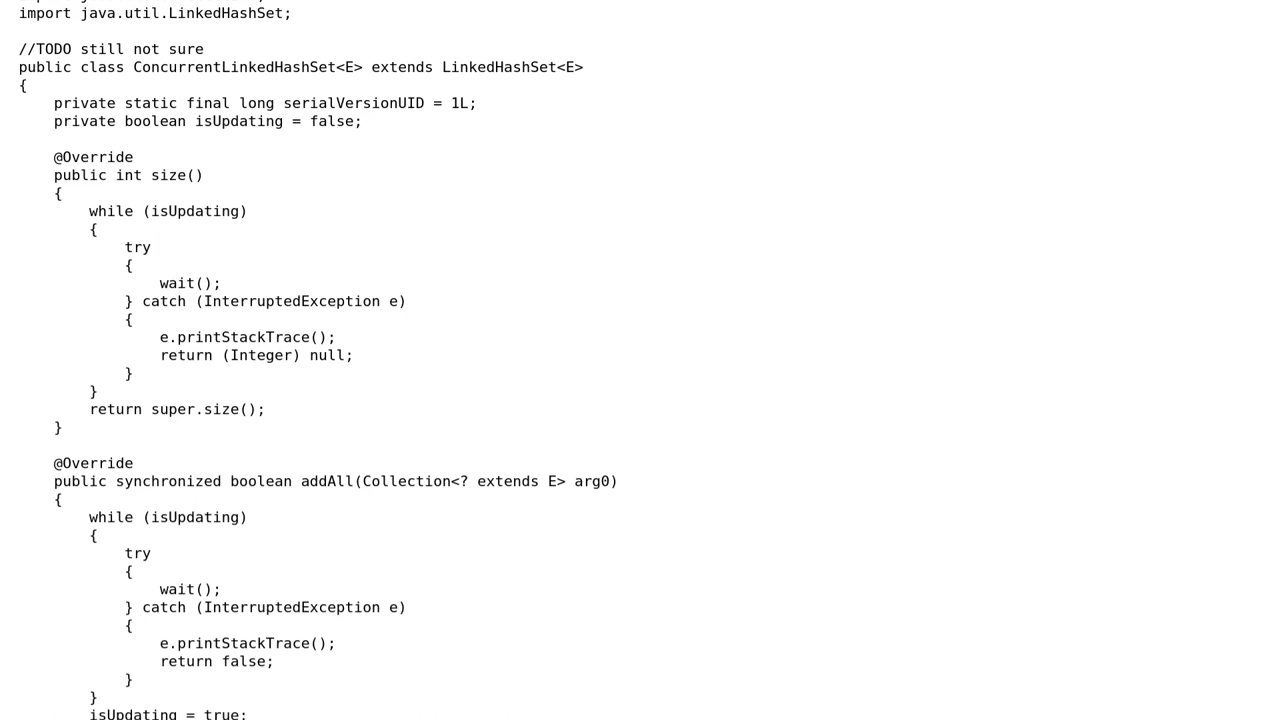 import java.util.LinkedHashSet;

//TODO still not sure
public class ConcurrentLinkedHashSet<E> extends LinkedHashSet<E>
{
    private static final long serialVersionUID = 1L;
    private boolean isUpdating = false;

    @Override
    public int size()
    {
        while (isUpdating)
        {
            try
            {
                wait();
            } catch (InterruptedException e)
            {
                e.printStackTrace();
                return (Integer) null;
            }
        }
        return super.size();
    }

    @Override
    public synchronized boolean addAll(Collection<? extends E> arg0)
    {
        while (isUpdating)
        {
            try
            {
                wait();
            } catch (InterruptedException e)
            {
                e.printStackTrace();
                return false;
            }
        }
        isUpdating = true;